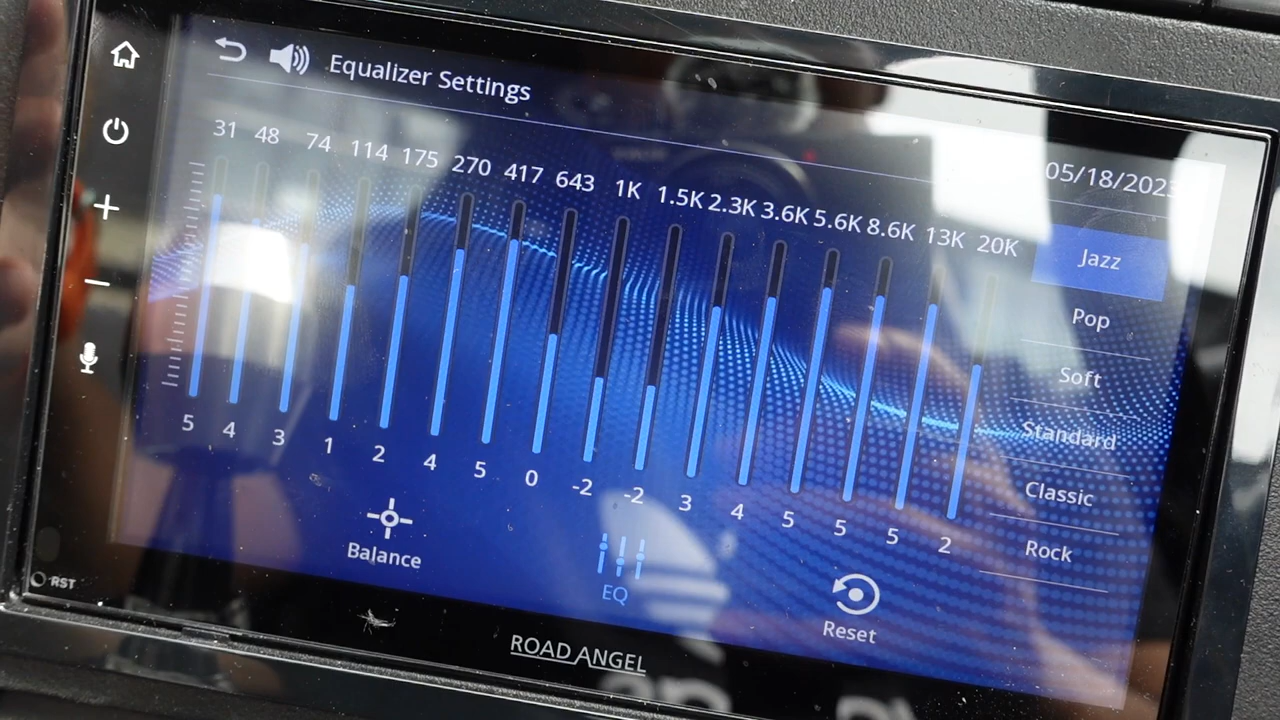 Equalizer Settings
05/18/2023
31 48 74 114 175 270 417 643 1K 1.5K 2.3K 3.6K 5.6K 8.6K 13K 20K
5 4 3 1 2 4 5 0 -2 -2 3 4 5 5 5 2
Jazz
Pop
Soft
Standard
Classic
Rock
Balance
EQ
Reset
RST
ROAD ANGEL